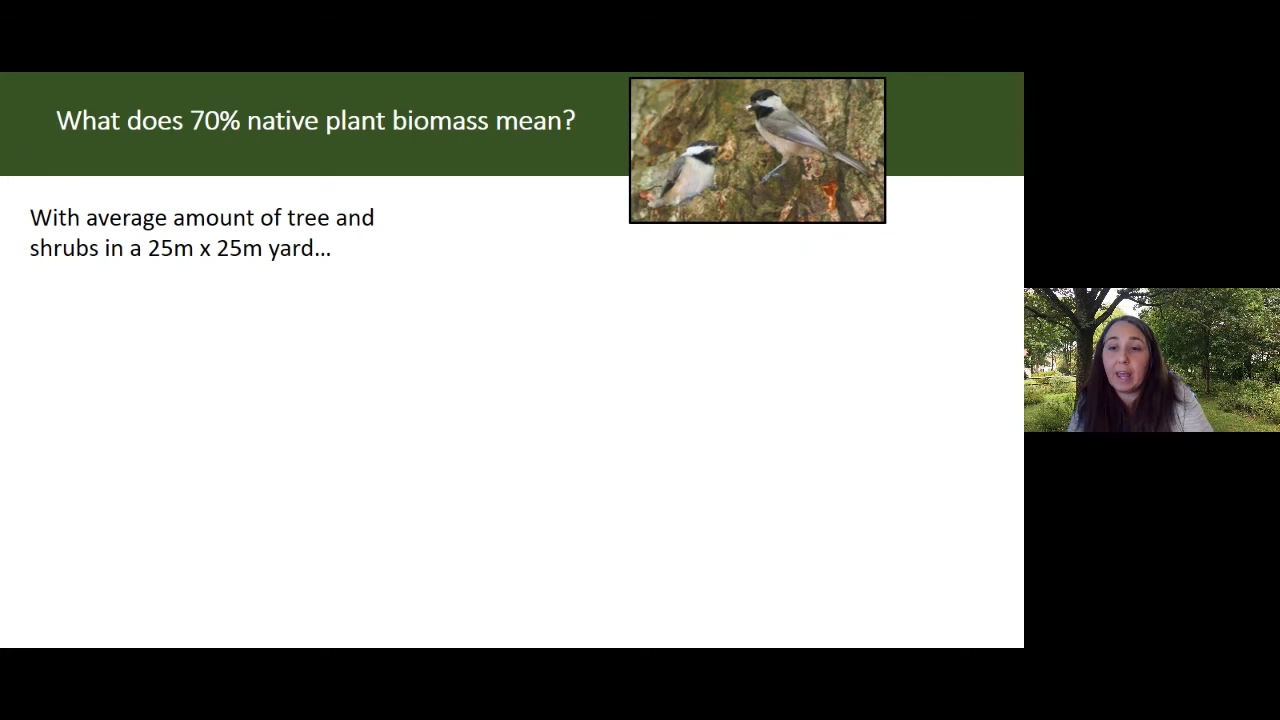 What does 70% native plant biomass mean?
With average amount of tree and
shrubs in a 25m x 25m yard...